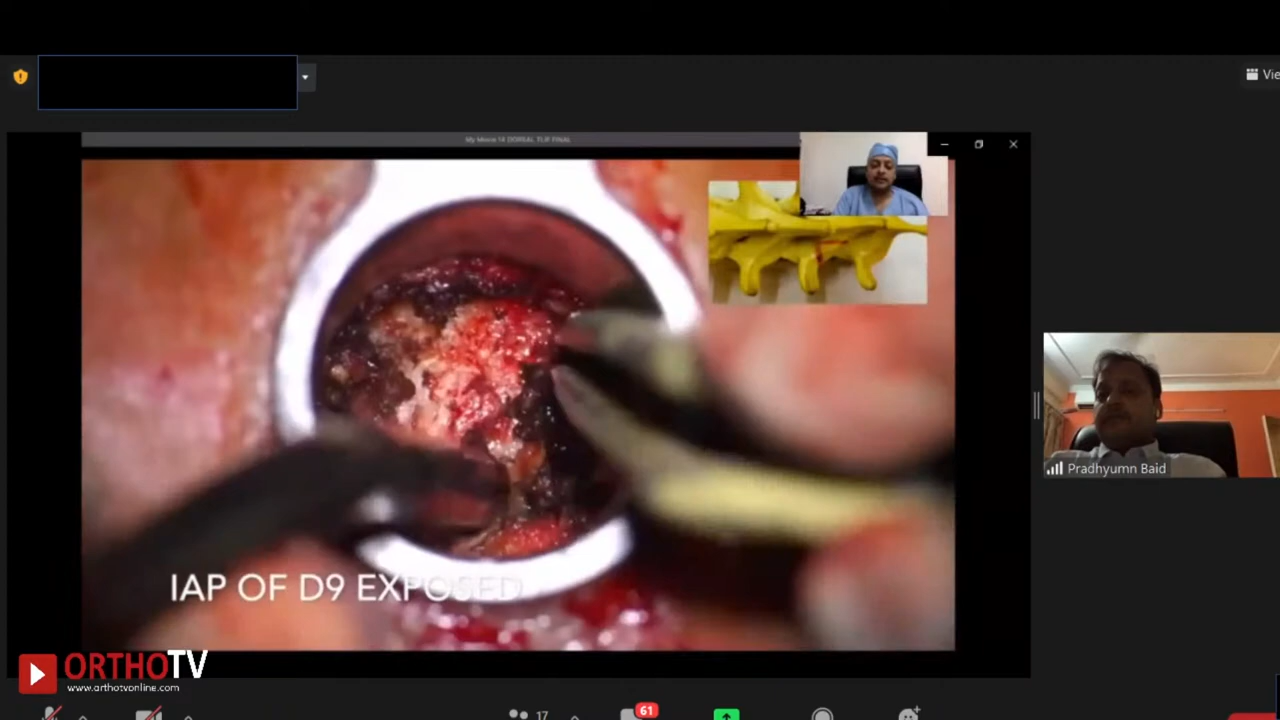 Vie
My Movie 14 DORSAL TLIF FINAL
Pradhyumn Baid
IAP OF D9 EXPOSED
ORTHOTV
www.orthotvonline.com
17
61